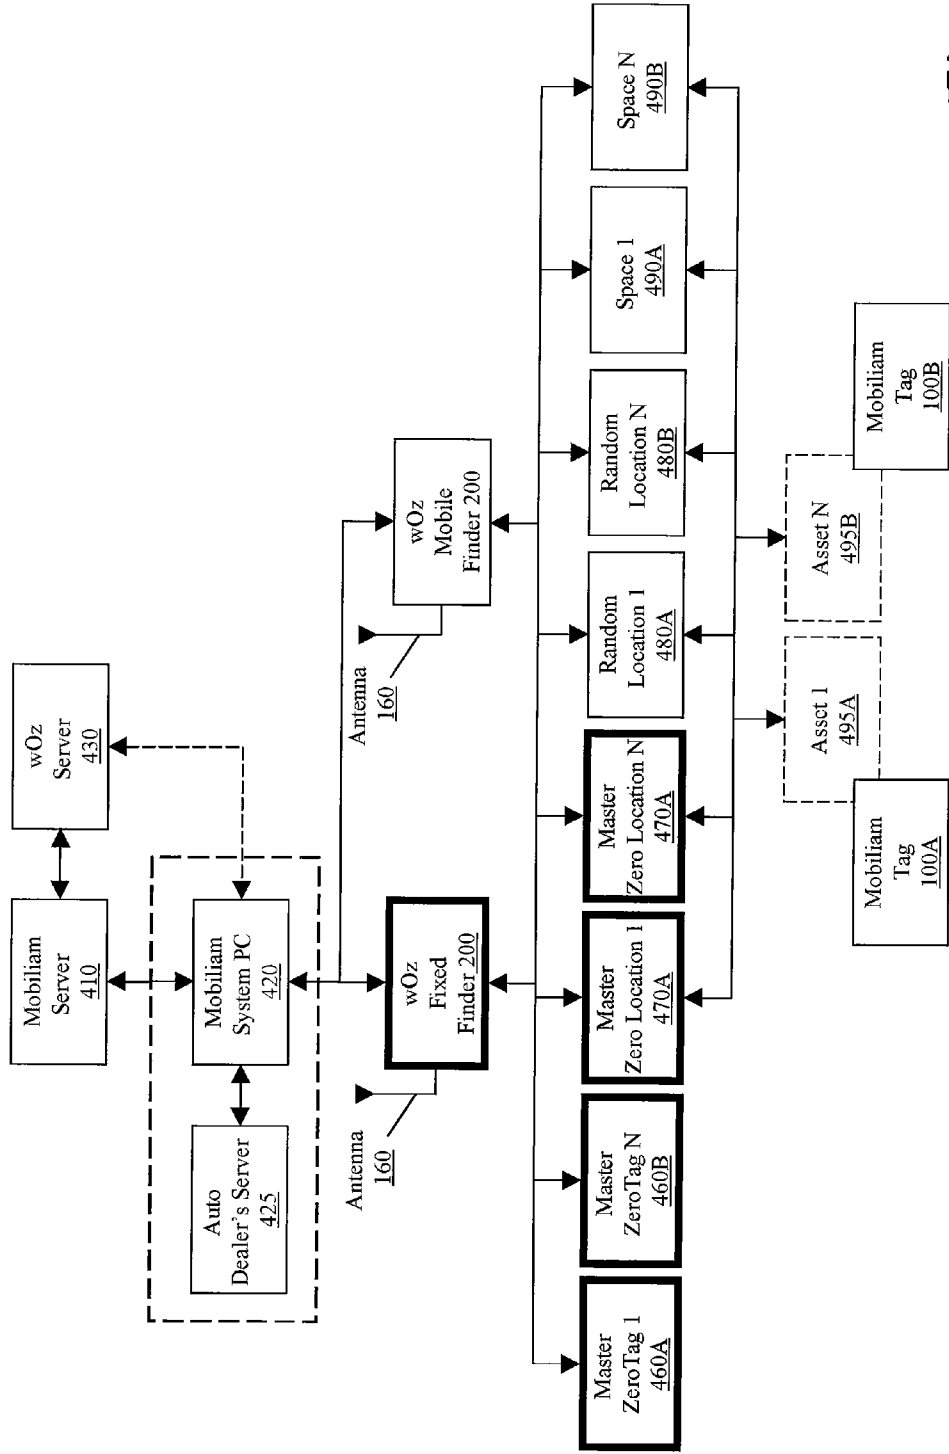 Mobiliam
Server
410
wOz
Server
430
Auto
Dealer's Server
425
Mobiliam
System PC
420
Antenna
160
wOz
Fixed
Finder 200
Antenna
160
wOz
Mobile
Finder 200
Master
ZeroTag 1
460A
Master
ZeroTag N
460B
Master
Zero Location 1
470A
Master
Zero Location N
470A
Random
Location 1
480A
Random
Location N
480B
Space 1
490A
Space N
490B
Asset 1
495A
Asset N
495B
Mobiliam
Tag
100A
Mobiliam
Tag
100B